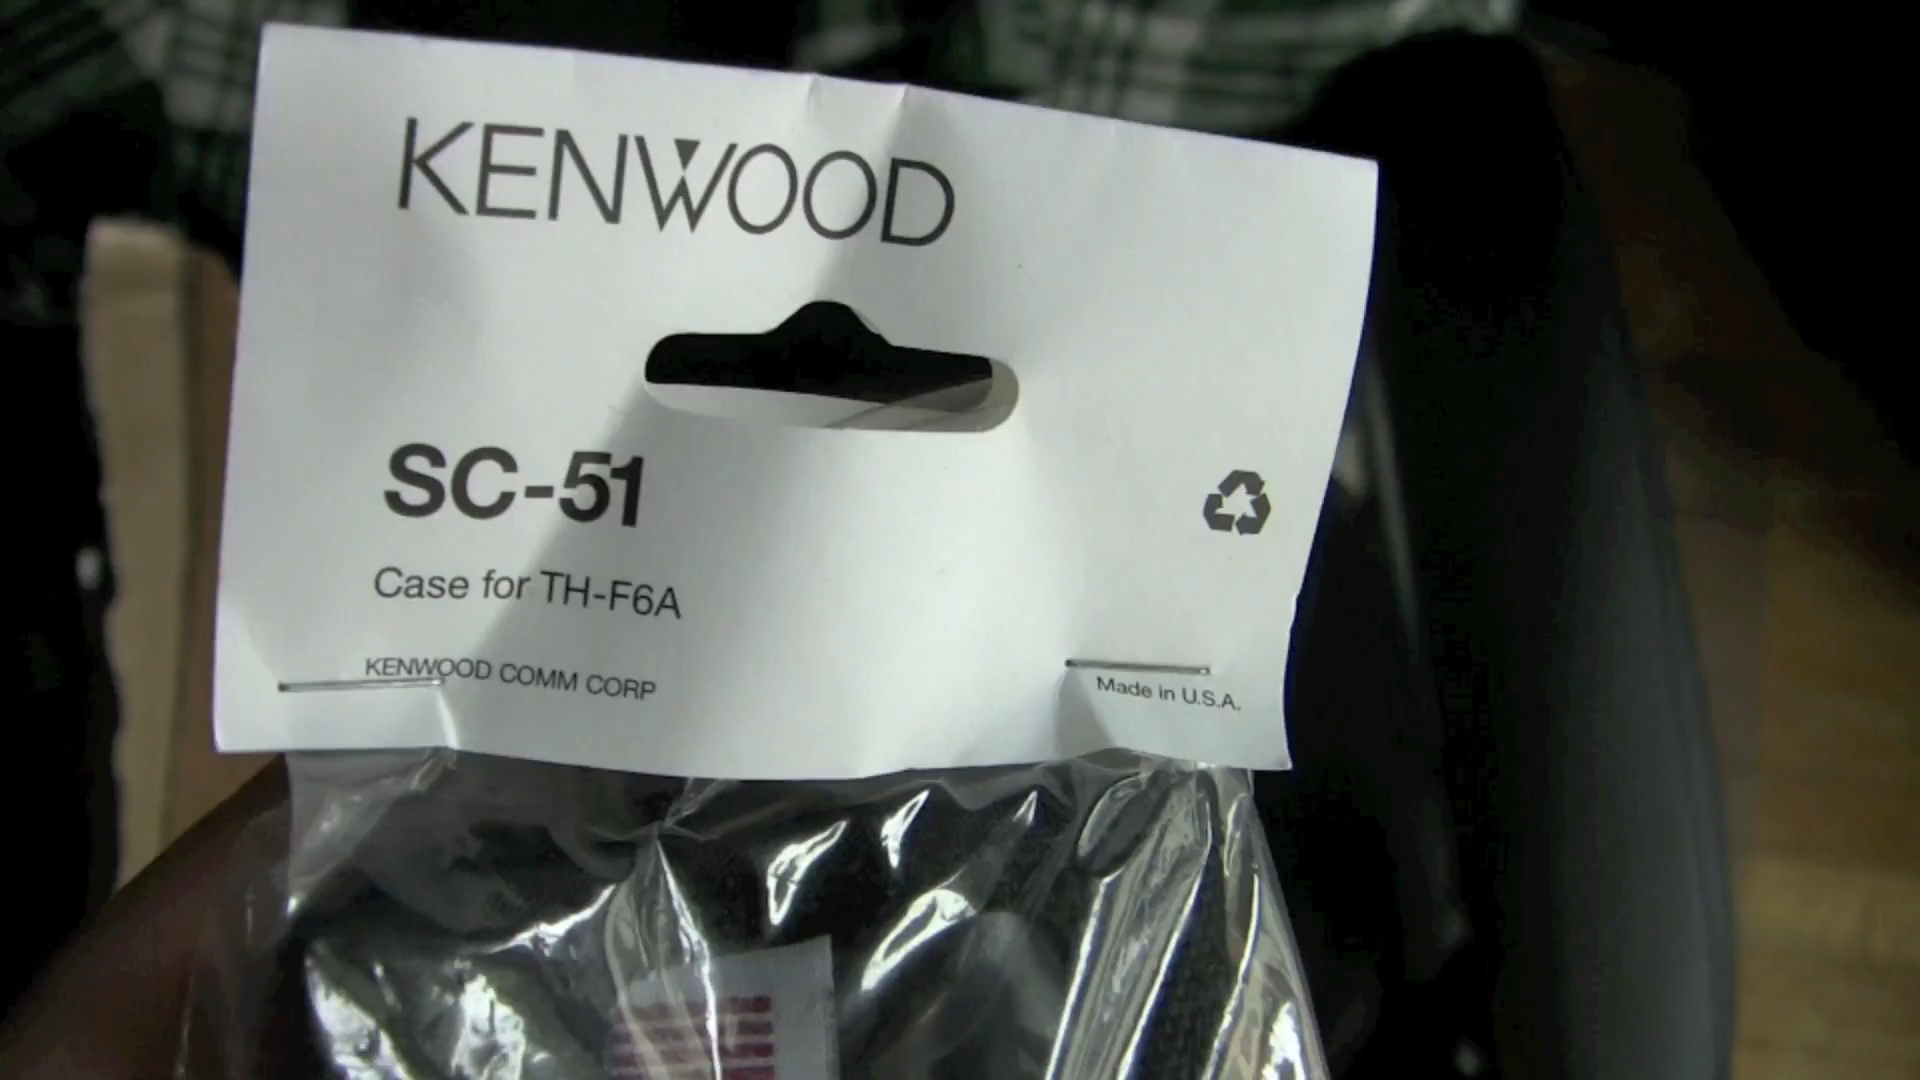 KENWOOD
SC-51
Case for TH-F6A
KENWOOD COMM CORP
Made in U.S.A.